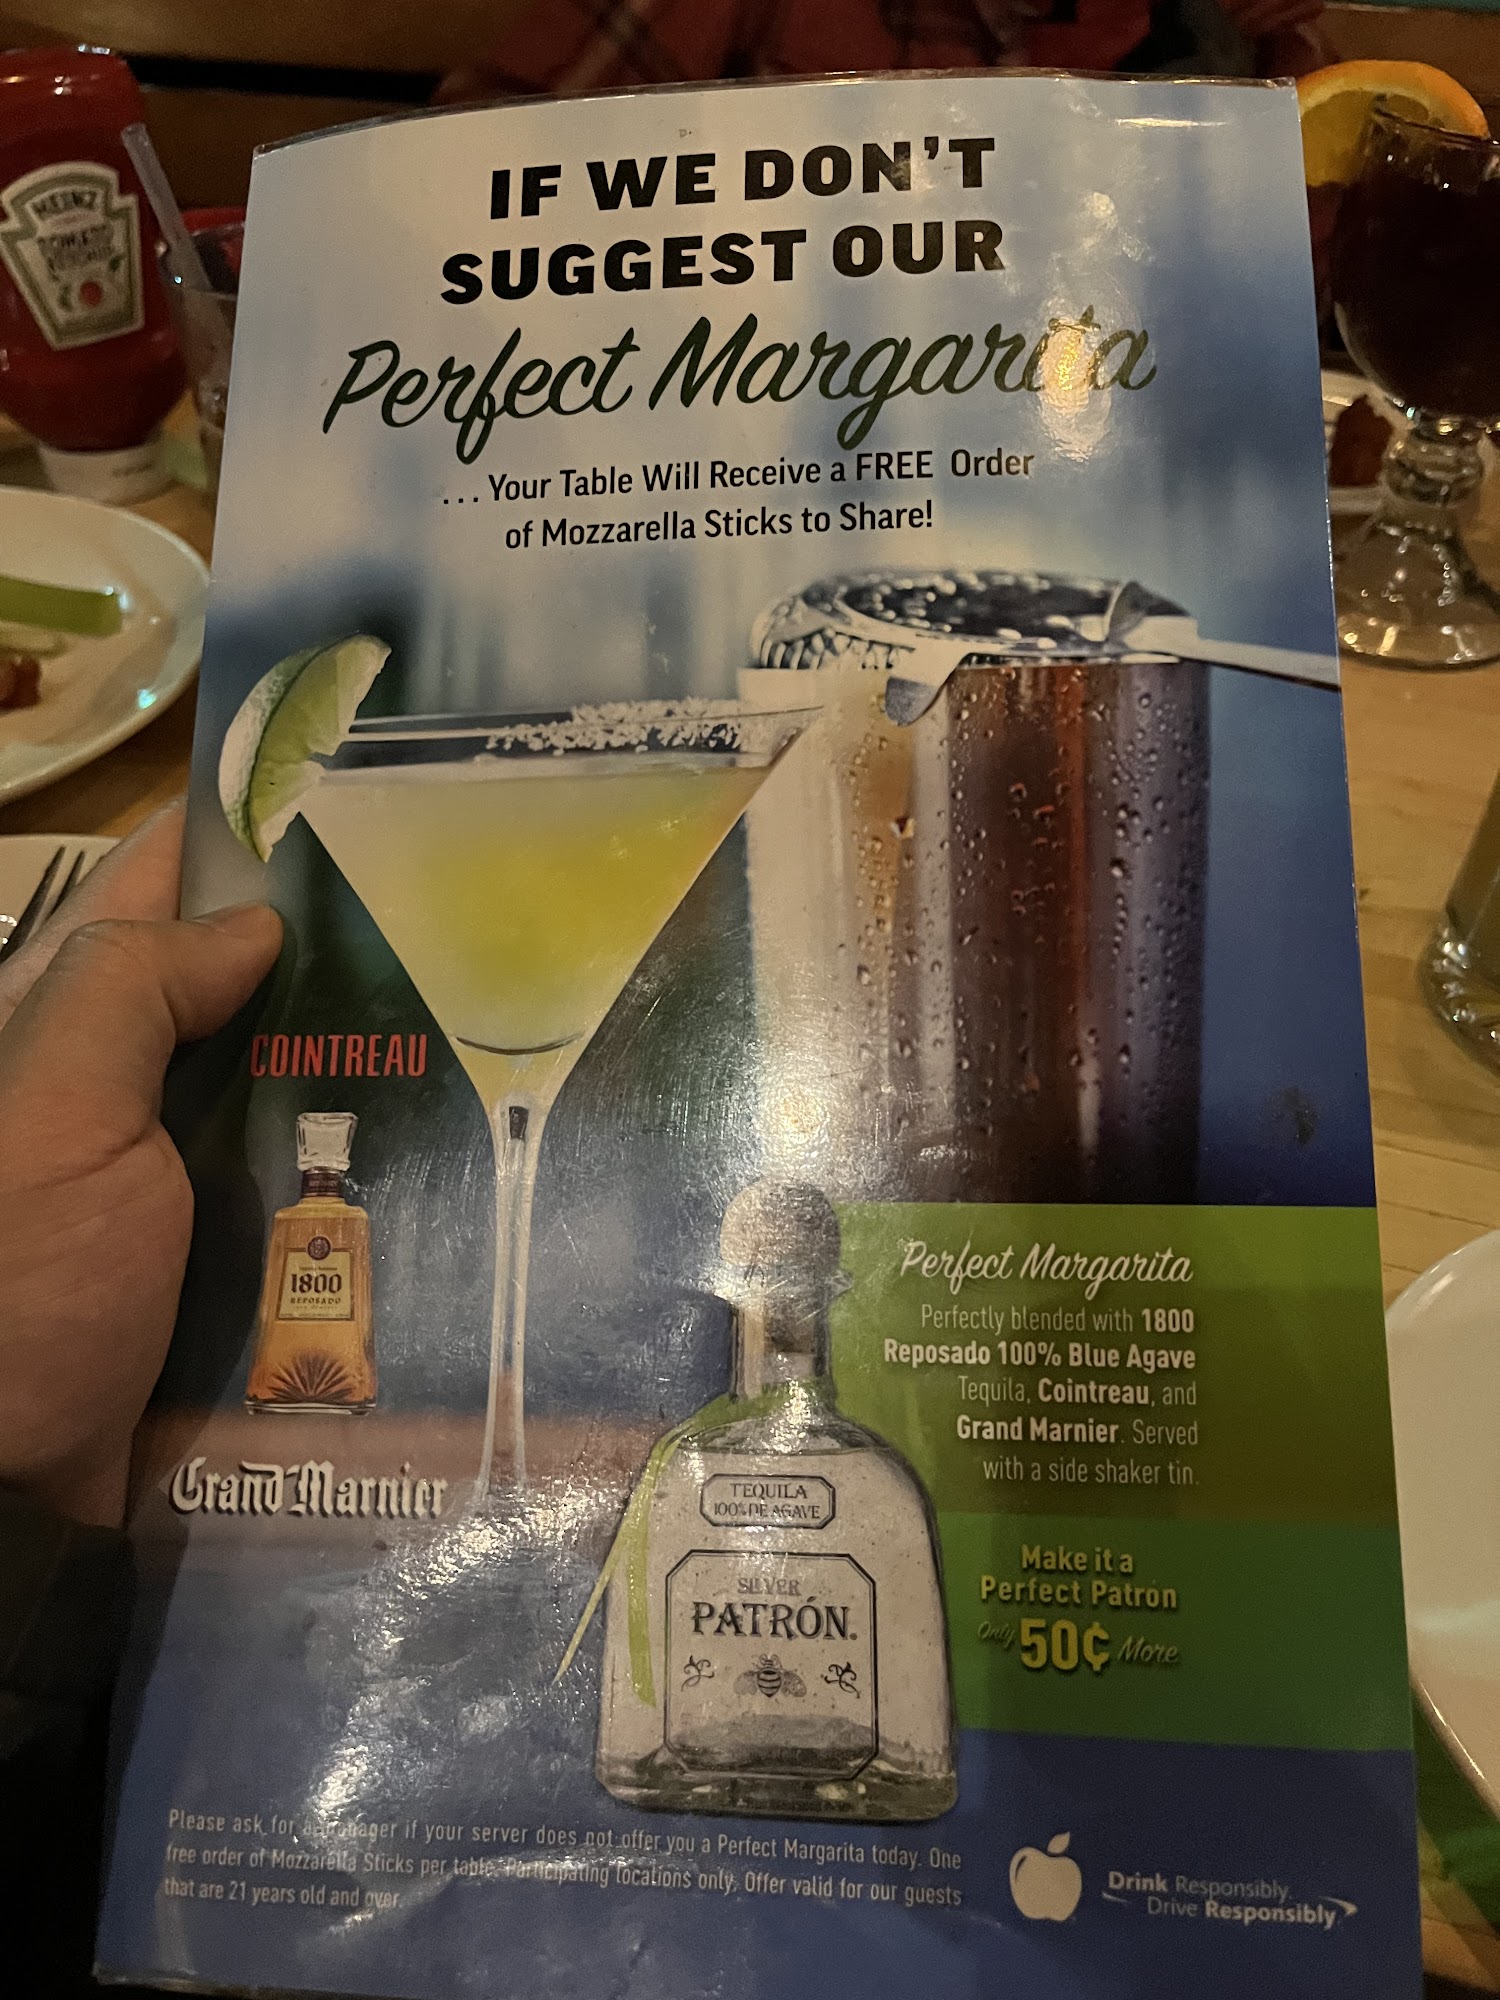 IF WE DON'T
SUGGEST OUR
Perfect Margarita
...Your Table Will Receive a FREE Order
of Mozzarella Sticks to Share!
HEINZ
COINTREAU
1800
REPOSADO
Grand Marnier
TEQUILA
100% DE AGAVE
SILVER
PATRÓN
Perfect Margarita
Perfectly blended with 1800
Reposado 100% Blue Agave
Tequila, Cointreau, and
Grand Marnier. Served
with a side shaker tin.
Make it a
Perfect Patrón
Only 50¢ More
Please ask for a manager if your server does not offer you a Perfect Margarita today. One
free order of Mozzarella Sticks per table. Participating locations only. Offer valid for our guests
that are 21 years old and over.
Drink Responsibly.
Drive Responsibly.